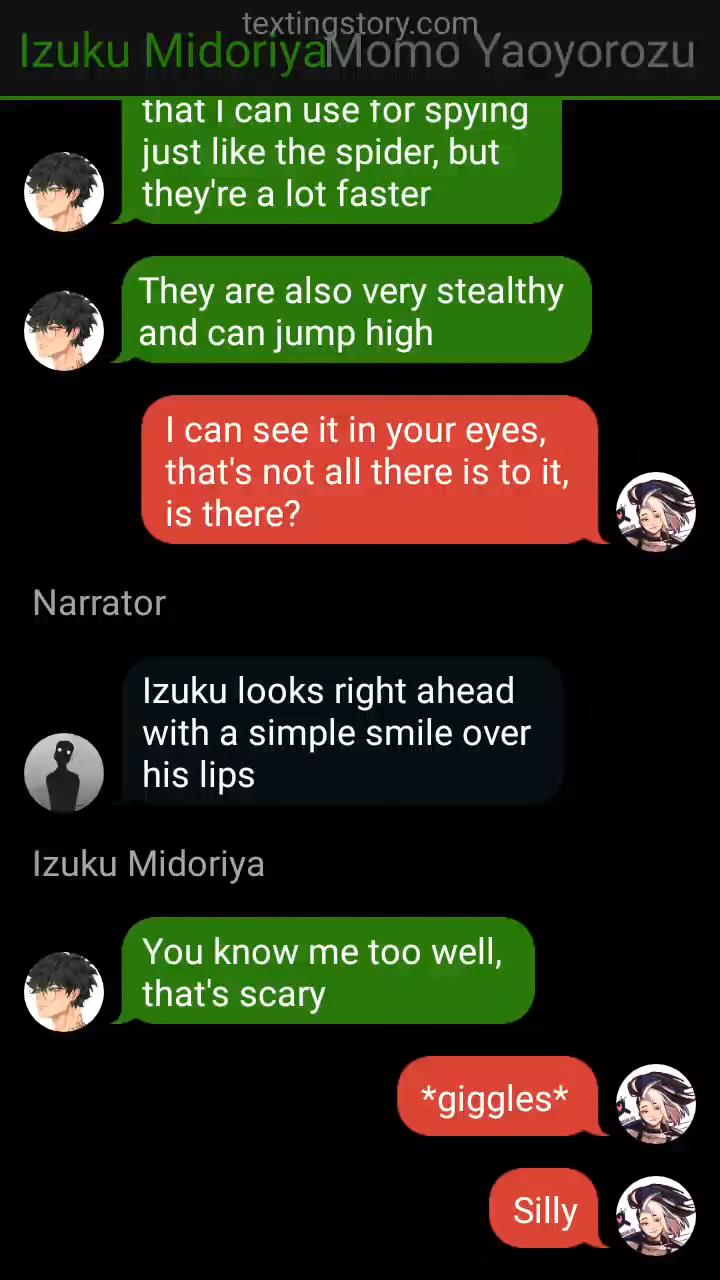 textingstory.com
Izuku Midoriya Momo Yaoyorozu
that I can use for spying
just like the spider, but
they're a lot faster
They are also very stealthy
and can jump high
I can see it in your eyes,
that's not all there is to it,
is there?
Narrator
Izuku looks right ahead
with a simple smile over
his lips
Izuku Midoriya
You know me too well,
that's scary
*giggles*
Silly